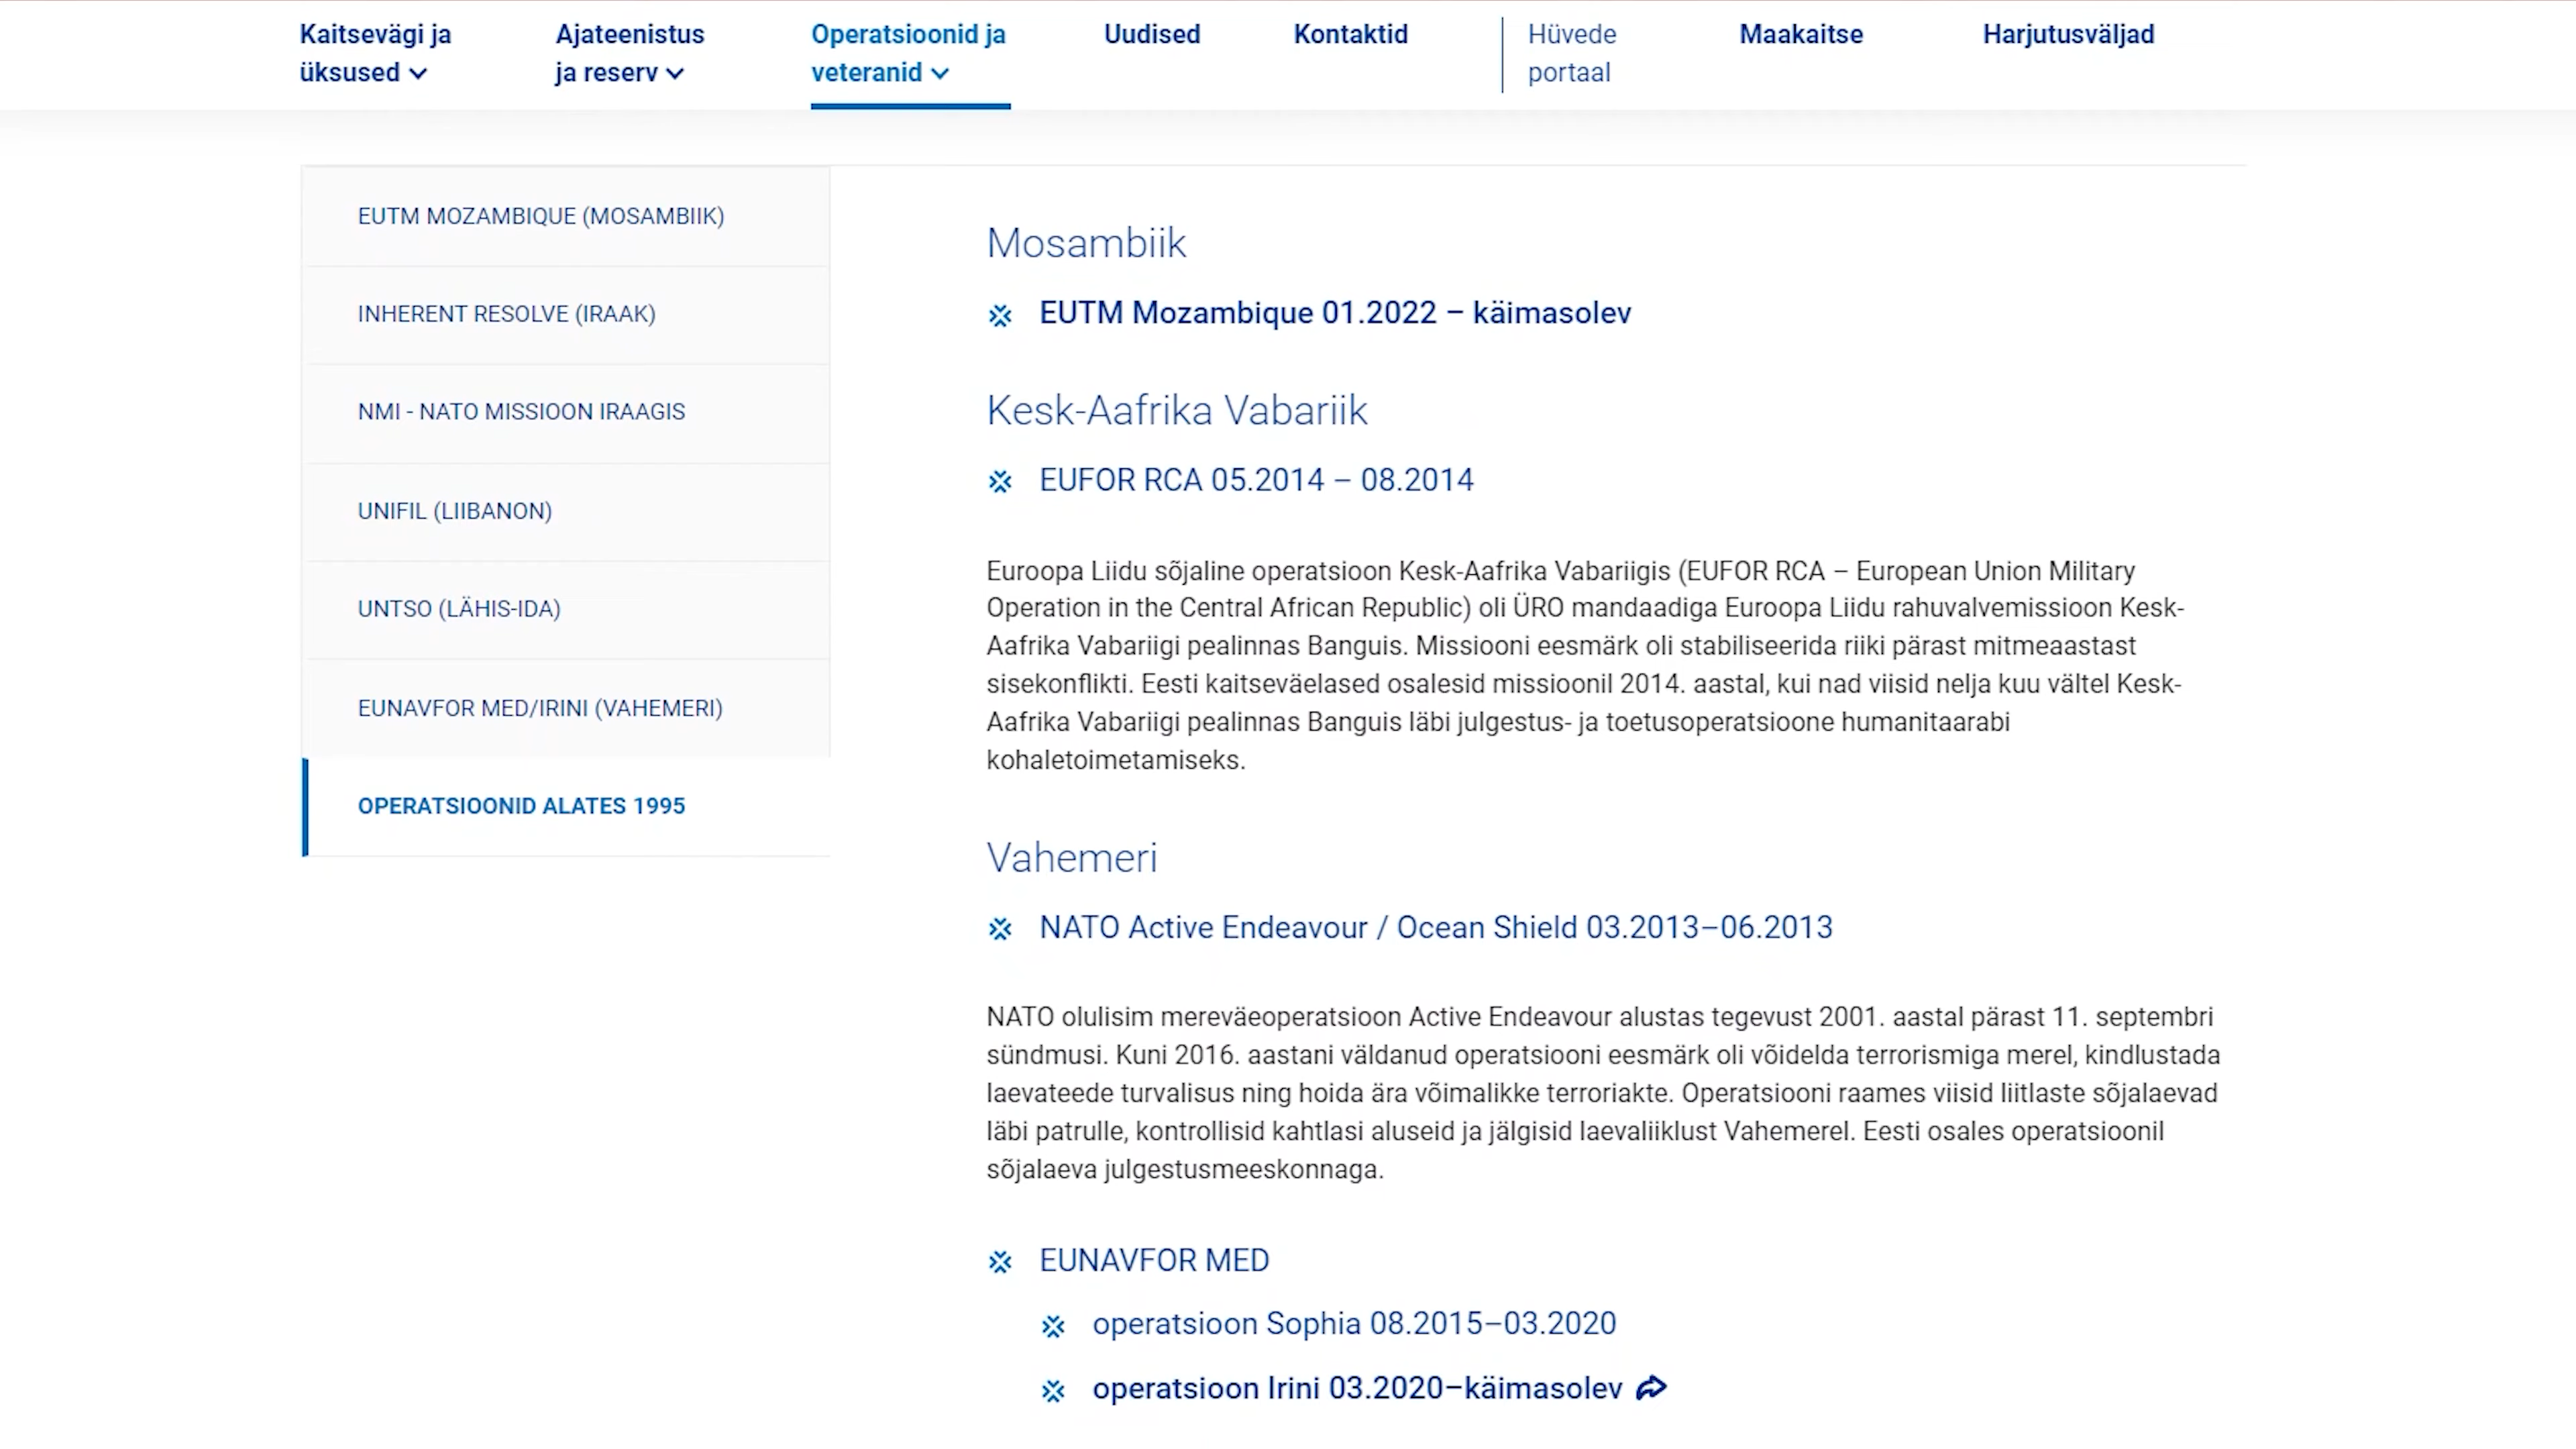 Kaitsevägi ja
üksused
Ajateenistus
ja reserv
Operatsioonid ja
veteranid
Uudised
Kontaktid
Hüvede
portaal
Maakaitse
Harjutusväljad
EUTM MOZAMBIQUE (MOSAMBIIK)
INHERENT RESOLVE (IRAAK)
NMI - NATO MISSIOON IRAAGIS
UNIFIL (LIIBANON)
UNTSO (LÄHIS-IDA)
EUNAVFOR MED/IRINI (VAHEMERI)
OPERATSIOONID ALATES 1995
Mosambiik
EUTM Mozambique 01.2022 – käimasolev
Kesk-Aafrika Vabariik
EUFOR RCA 05.2014 – 08.2014
Euroopa Liidu sõjaline operatsioon Kesk-Aafrika Vabariigis (EUFOR RCA – European Union Military
Operation in the Central African Republic) oli ÜRO mandaadiga Euroopa Liidu rahuvalvemissioon Kesk-
Aafrika Vabariigi pealinnas Banguis. Missiooni eesmärk oli stabiliseerida riiki pärast mitmeaastast
sisekonflikti. Eesti kaitseväelased osalesid missioonil 2014. aastal, kui nad viisid nelja kuu vältel Kesk-
Aafrika Vabariigi pealinnas Banguis läbi julgestus- ja toetusoperatsioone humanitaarabi
kohaletoimetamiseks.
Vahemeri
NATO Active Endeavour / Ocean Shield 03.2013–06.2013
NATO olulisim mereväeoperatsioon Active Endeavour alustas tegevust 2001. aastal pärast 11. septembri
sündmusi. Kuni 2016. aastani väldanud operatsiooni eesmärk oli võidelda terrorismiga merel, kindlustada
laevateede turvalisus ning hoida ära võimalikke terroriakte. Operatsiooni raames viisid liitlaste sõjalaevad
läbi patrulle, kontrollisid kahtlasi aluseid ja jälgisid laevaliiklust Vahemerel. Eesti osales operatsioonil
sõjalaeva julgestusmeeskonnaga.
EUNAVFOR MED
operatsioon Sophia 08.2015–03.2020
operatsioon Irini 03.2020–käimasolev